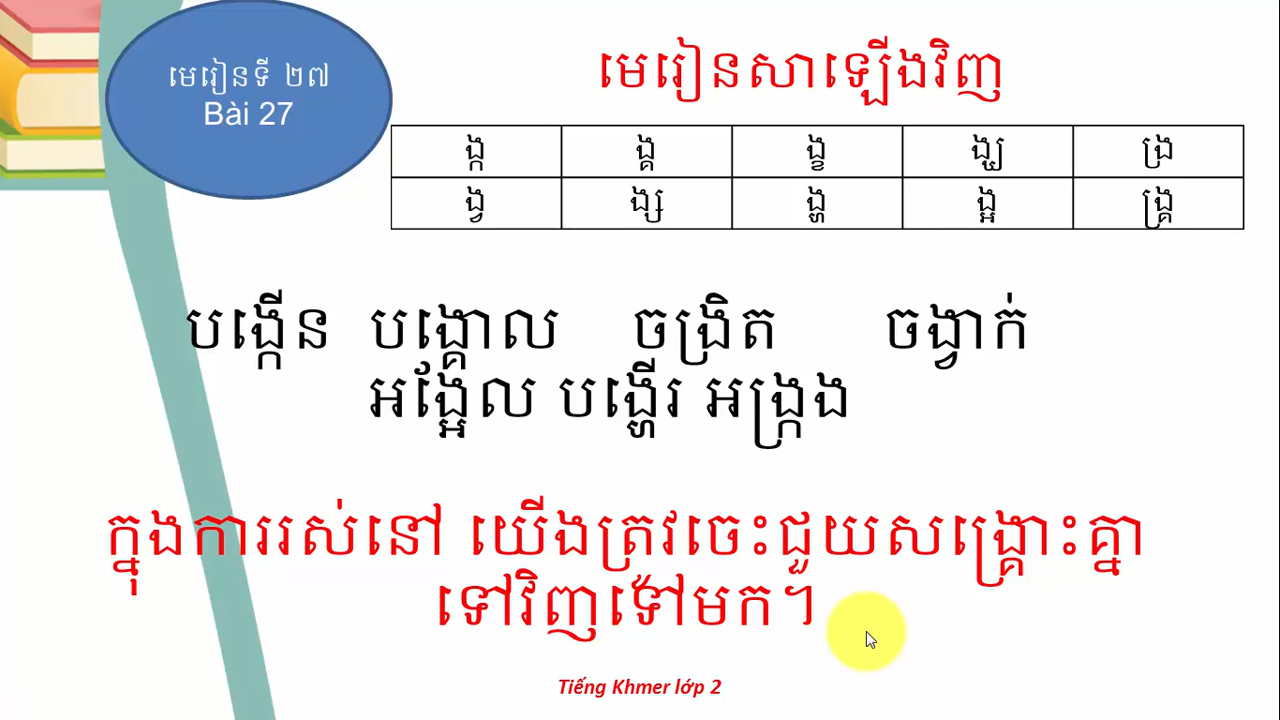 មេរៀនទី ២៧
Bài 27
មេរៀនសាឡើងវិញ
ង្ក ង្គ ង្ខ ង្ឃ ង្រ
ង្វ ង្ស ង្ហ ង្អ ង្គ្រ
បង្កើន បង្គោល ចង្រិត ចង្វាក់
អង្អែល បង្ហើរ អង្ក្រង
ក្នុងការរស់នៅ យើងត្រូវចេះជួយសង្គ្រោះគ្នា
ទៅវិញទៅមក។
Tiếng Khmer lớp 2